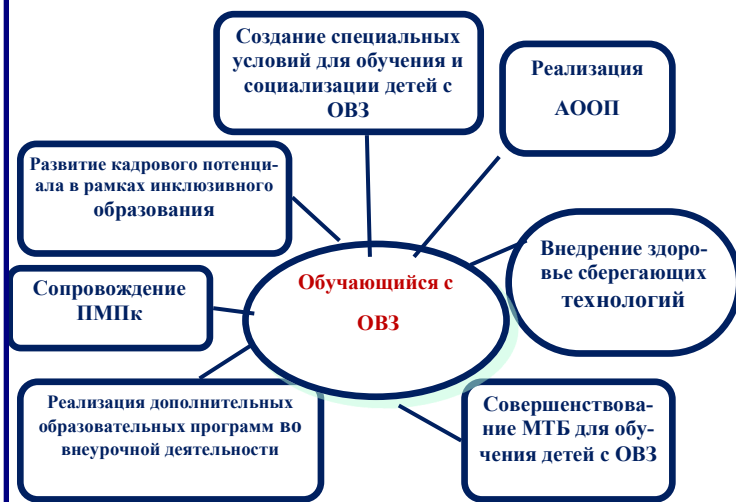 Создание специальных
условий для обучения и
социализации детей с
ОВЗ
Реализация
АООП
Развитие кадрового потенци-
ала в рамках инклюзивного
образования
Внедрение здоро-
вье сберегающих
технологий
Обучающийся с
ОВЗ
Сопровождение
ПМПк
Реализация дополнительных
образовательных программ во
внеурочной деятельности
Совершенствова-
ние МТБ для обу-
чения детей с ОВЗ